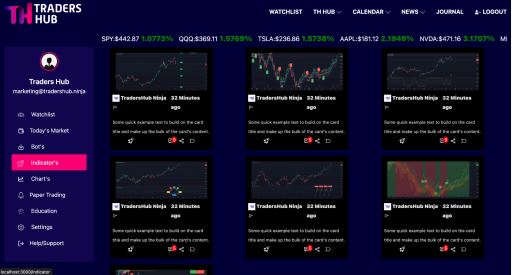 TH TRADERS
HUB
WATCHLIST TH HUB CALENDAR NEWS JOURNAL LOGOUT
SPY:$442.87 1.0773% QQQ:$369.11 1.5769% TSLA:$236.86 1.5738% AAPL:$181.12 2.1949% NVDA:$471.16 3.1707% MI
Traders Hub
marketing@tradershub.ninja
Watchlist
Today's Market
Bot's
Indicator's
Chart's
Paper Trading
Education
Settings
Help/Support
TradersHub Ninja 32 Minutes
ago
Some quick example text to build on the card
title and make up the bulk of the card's content.
TradersHub Ninja 32 Minutes
ago
Some quick example text to build on the card
title and make up the bulk of the card's content.
TradersHub Ninja 32 Minutes
ago
Some quick example text to build on the card
title and make up the bulk of the card's content.
TradersHub Ninja 32 Minutes
ago
Some quick example text to build on the card
title and make up the bulk of the card's content.
TradersHub Ninja 32 Minutes
ago
Some quick example text to build on the card
title and make up the bulk of the card's content.
TradersHub Ninja 32 Minutes
ago
Some quick example text to build on the card
title and make up the bulk of the card's content.
localhost:3000/indicator